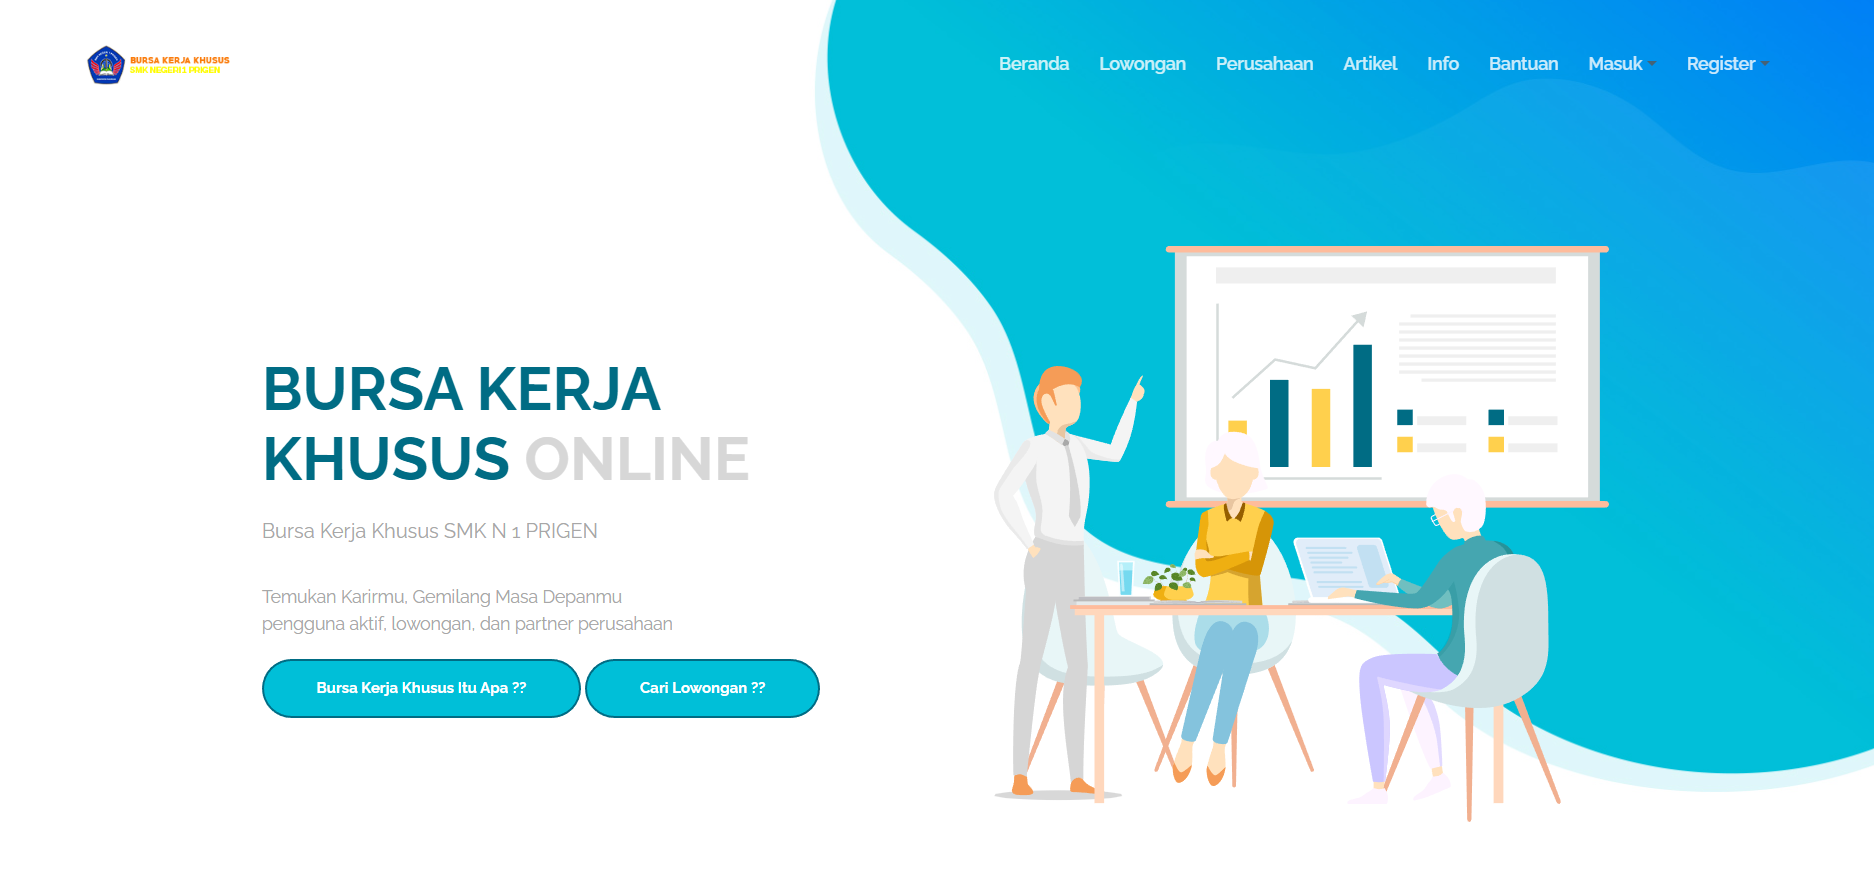 BURSA KERJA KHUSUS
SMK NEGERI 1 PRIGEN
Beranda Lowongan Perusahaan Artikel Info Bantuan Masuk Register
BURSA KERJA
KHUSUS ONLINE
Bursa Kerja Khusus SMK N 1 PRIGEN
Temukan Karirmu, Gemilang Masa Depanmu
pengguna aktif, lowongan, dan partner perusahaan
Bursa Kerja Khusus Itu Apa ?? Cari Lowongan ??